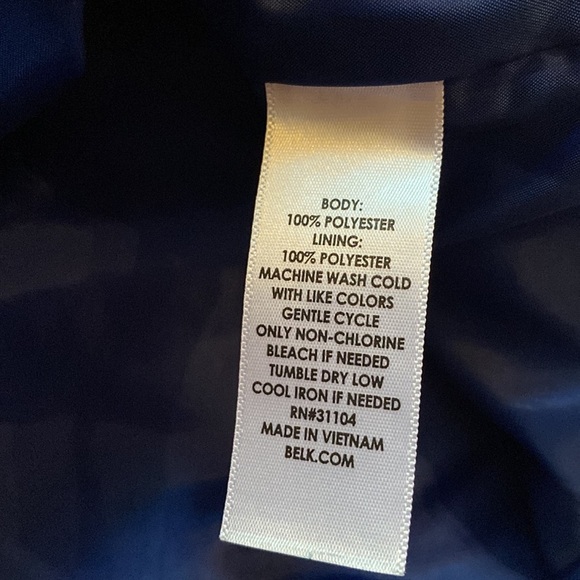 BODY:
100% POLYESTER
LINING:
100% POLYESTER
MACHINE WASH COLD
WITH LIKE COLORS
GENTLE CYCLE
ONLY NON-CHLORINE
BLEACH IF NEEDED
TUMBLE DRY LOW
COOL IRON IF NEEDED
RN#31104
MADE IN VIETNAM
BELK.COM